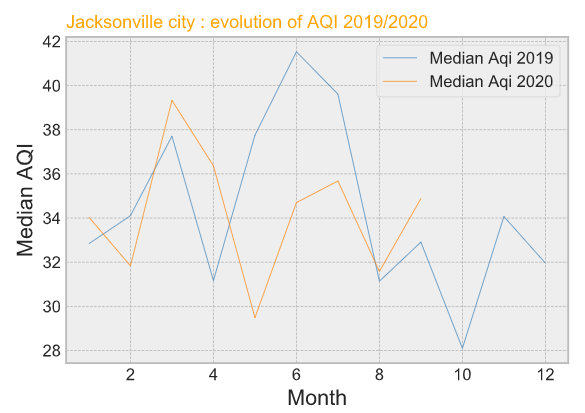 Jacksonville city : evolution of AQI 2019/2020
Median Aqi 2019
Median Aqi 2020
Median AQI
42
40
38
36
34
32
30
28
2 4 6 8 10 12
Month